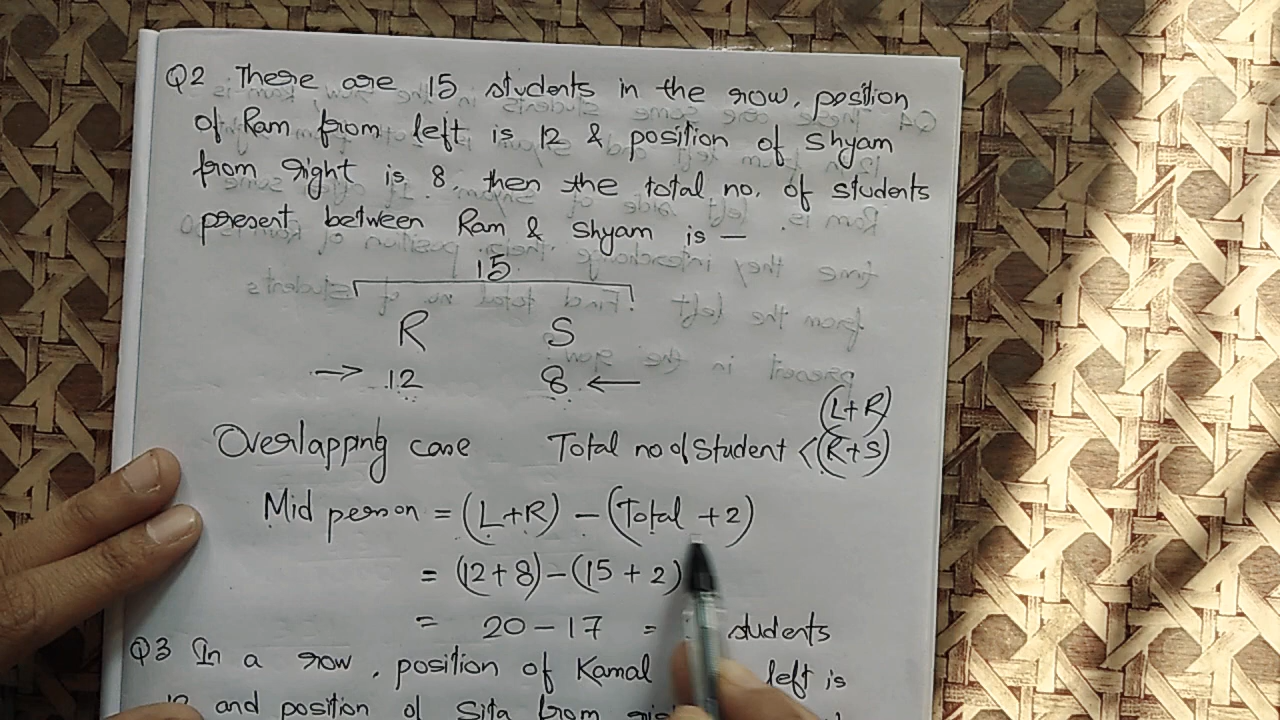 Q2 There are 15 students in the row, position
of Ram from left is 12 & position of Shyam
from right is 8, then the total no. of students
present between Ram & Shyam is –
15
R S
→ 12 8 ←
Overlapping case Total no of Student < (R+S)
(L+R)
Mid person = (L+R) – (Total +2)
= (12+8) – (15 + 2)
= 20 – 17 = students
Q3 In a row, position of Kamal left is
and position of Sita from